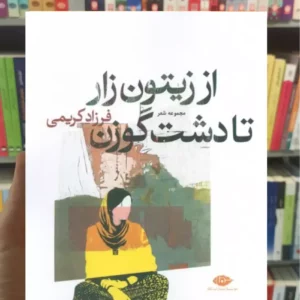 از زیتون زار
مجموعه شعر
تا دشت گوزن
فرزاد کریمی